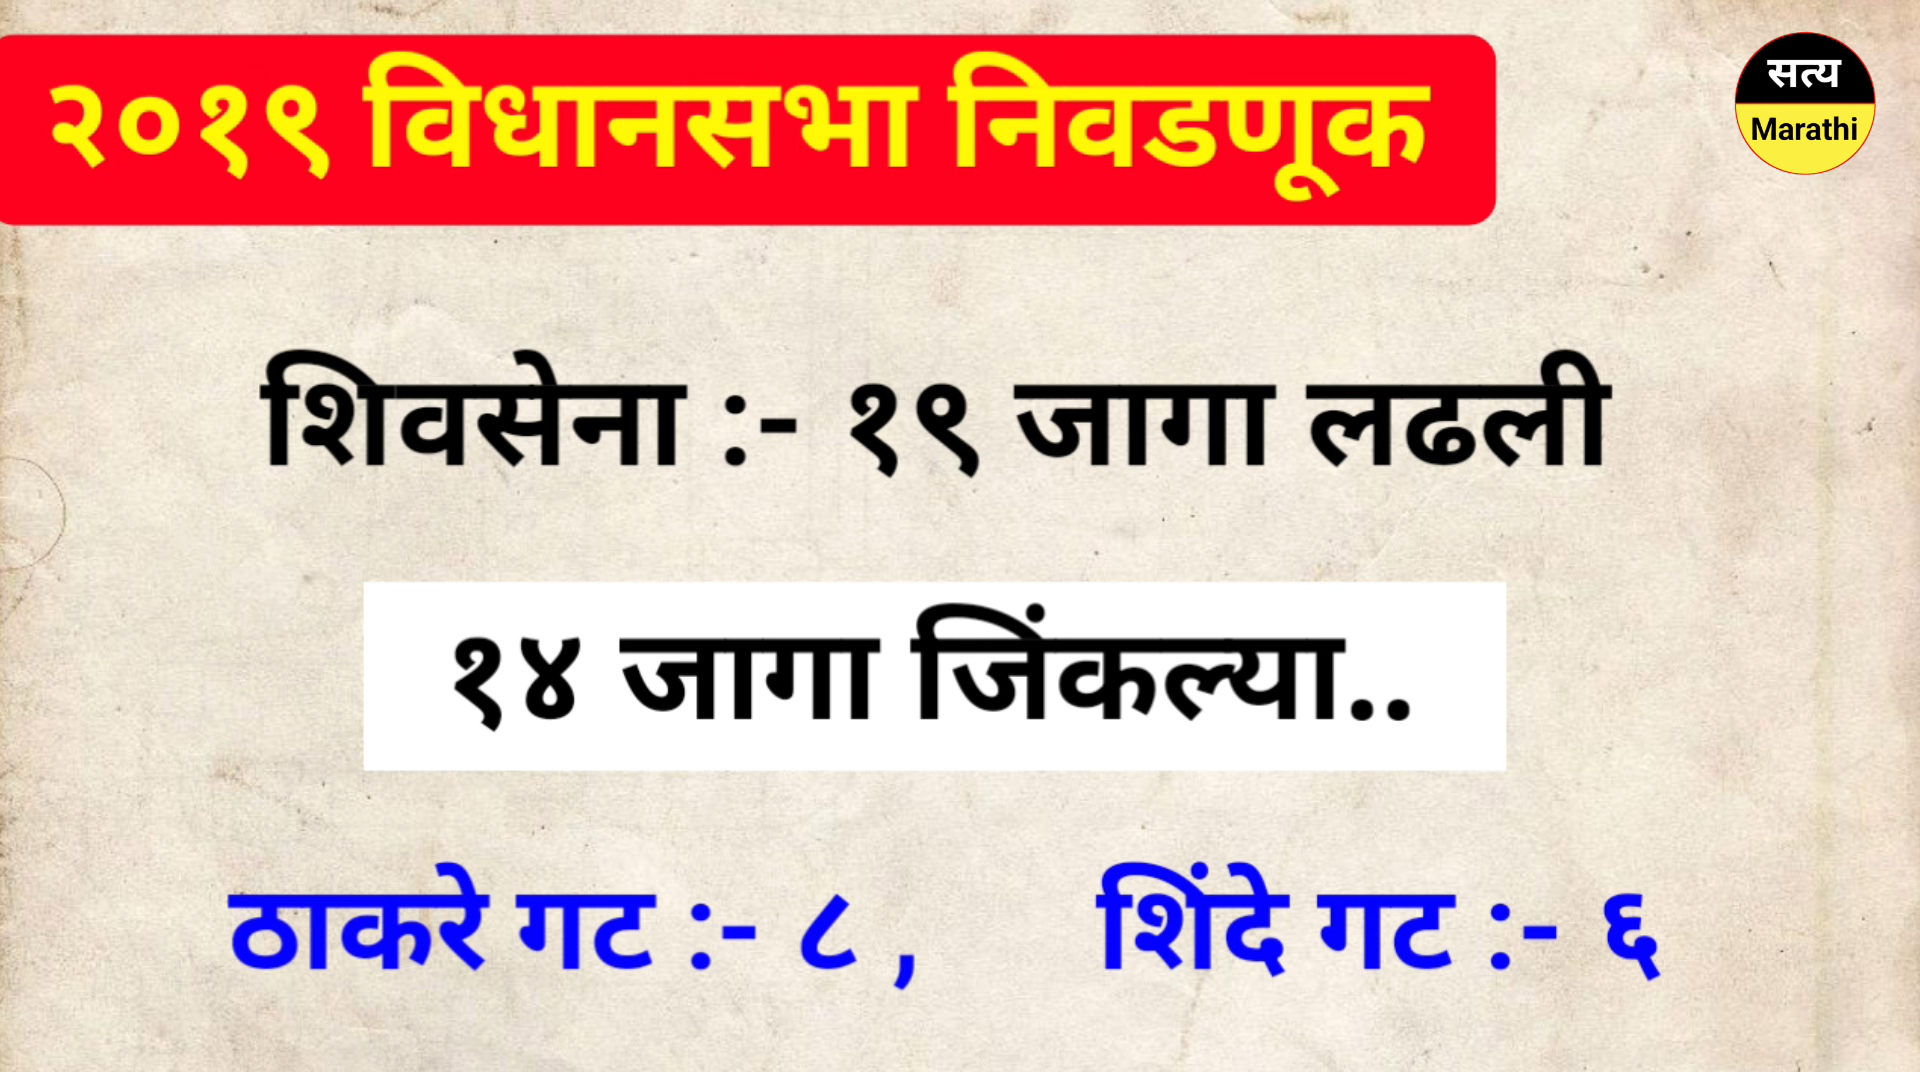 २०१९ विधानसभा निवडणूक
सत्य
Marathi
शिवसेना :- १९ जागा लढली
१४ जागा जिंकल्या..
ठाकरे गट :- ८ , शिंदे गट :- ६